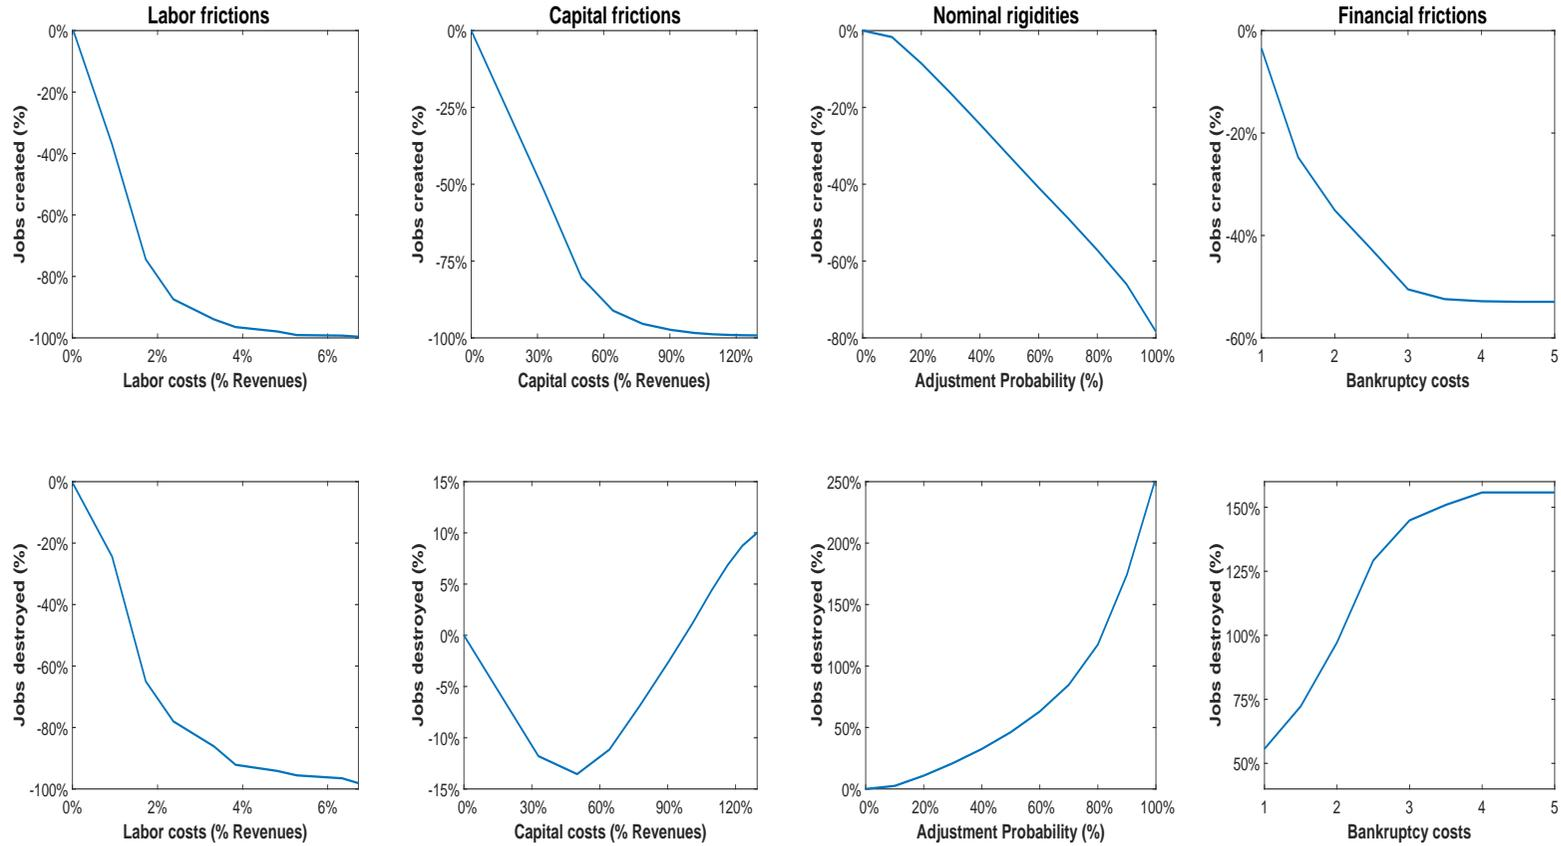 Labor frictions
Jobs created (%)
0%
-20%
-40%
-60%
-80%
-100%
0% 2% 4% 6%
Labor costs (% Revenues)
Capital frictions
Jobs created (%)
0%
-25%
-50%
-75%
-100%
0% 30% 60% 90% 120%
Capital costs (% Revenues)
Nominal rigidities
Jobs created (%)
0%
-20%
-40%
-60%
-80%
0% 20% 40% 60% 80% 100%
Adjustment Probability (%)
Financial frictions
Jobs created (%)
0%
-20%
-40%
-60%
1 2 3 4 5
Bankruptcy costs
Jobs destroyed (%)
0%
-20%
-40%
-60%
-80%
-100%
0% 2% 4% 6%
Labor costs (% Revenues)
Jobs destroyed (%)
15%
10%
5%
0%
-5%
-10%
-15%
0% 30% 60% 90% 120%
Capital costs (% Revenues)
Jobs destroyed (%)
250%
200%
150%
100%
50%
0%
0% 20% 40% 60% 80% 100%
Adjustment Probability (%)
Jobs destroyed (%)
150%
125%
100%
75%
50%
1 2 3 4 5
Bankruptcy costs